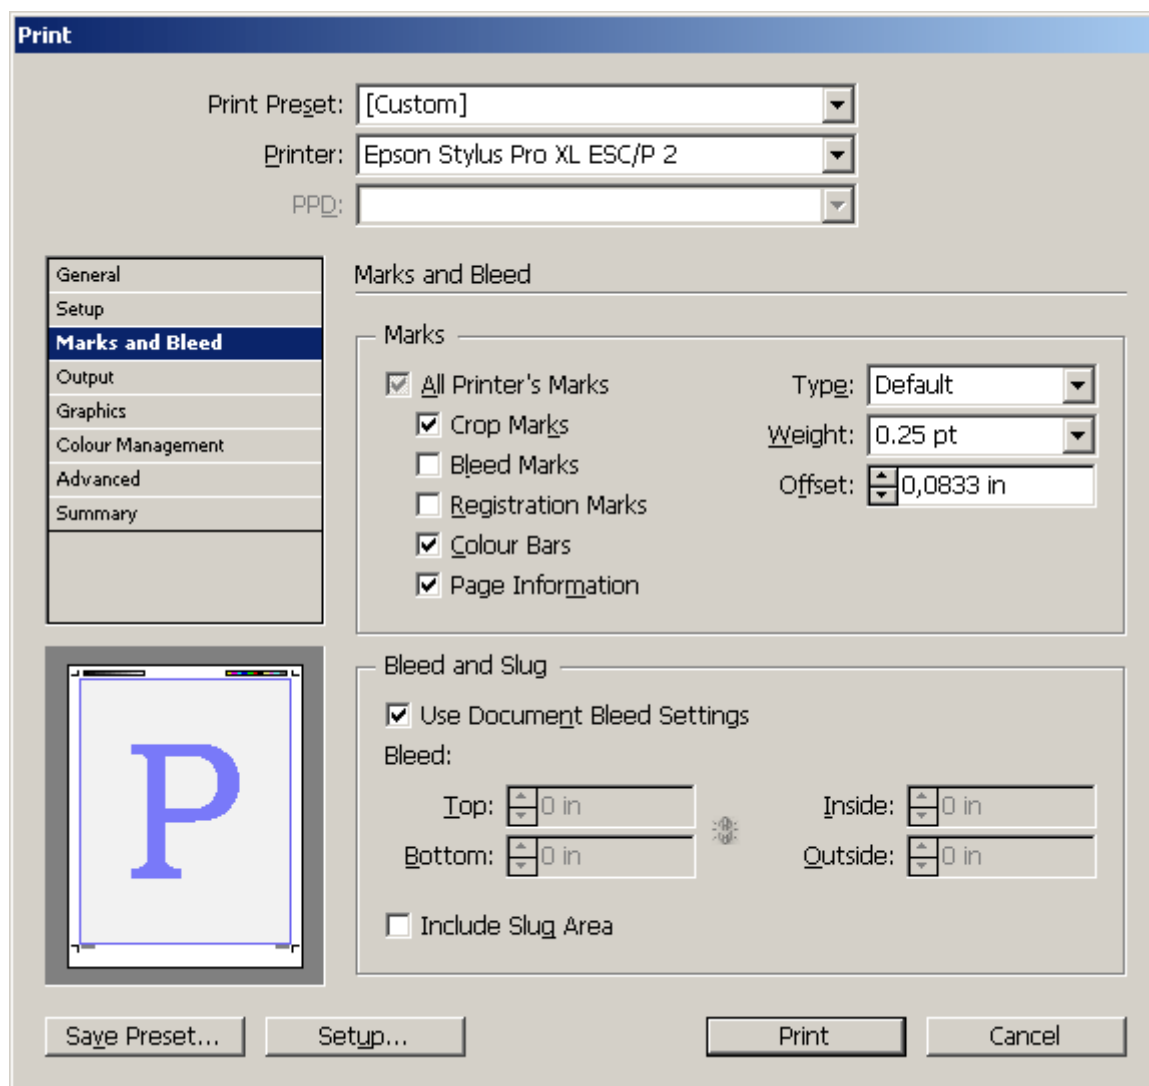 Print
Print Preset: [Custom]
Printer: Epson Stylus Pro XL ESC/P 2
PPD:
General
Setup
Marks and Bleed
Output
Graphics
Colour Management
Advanced
Summary
Marks and Bleed
Marks
All Printer's Marks
Crop Marks
Bleed Marks
Registration Marks
Colour Bars
Page Information
Type: Default
Weight: 0.25 pt
Offset: 0,0833 in
P
Bleed and Slug
Use Document Bleed Settings
Bleed:
Top: 0 in
Inside: 0 in
Bottom: 0 in
Outside: 0 in
Include Slug Area
Save Preset...
Setup...
Print
Cancel